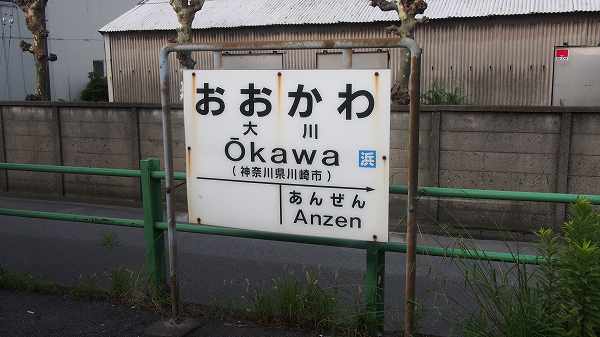 おおかわ
大川
Ōkawa 浜
(神奈川県川崎市)
あんぜん
Anzen